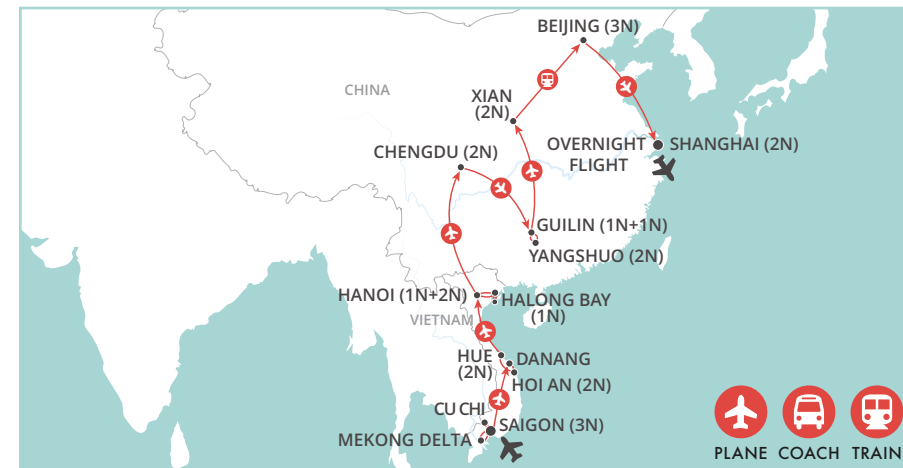 BEIJING (3N)
CHINA
XIAN
(2N)
OVERNIGHT
FLIGHT
SHANGHAI (2N)
CHENGDU (2N)
GUILIN (1N+1N)
YANGSHUO (2N)
HANOI (1N+2N)
HALONG BAY
(1N)
VIETNAM
HUE
(2N)
DANANG
HOI AN (2N)
CU CHI
SAIGON (3N)
MEKONG DELTA
PLANE COACH TRAIN